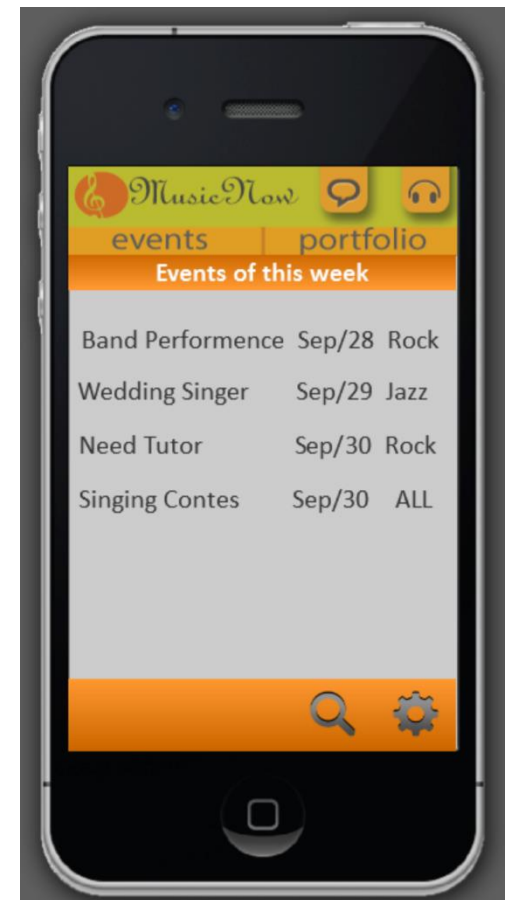 MusicNow
events | portfolio
Events of this week
Band Performence Sep/28 Rock
Wedding Singer Sep/29 Jazz
Need Tutor Sep/30 Rock
Singing Contes Sep/30 ALL